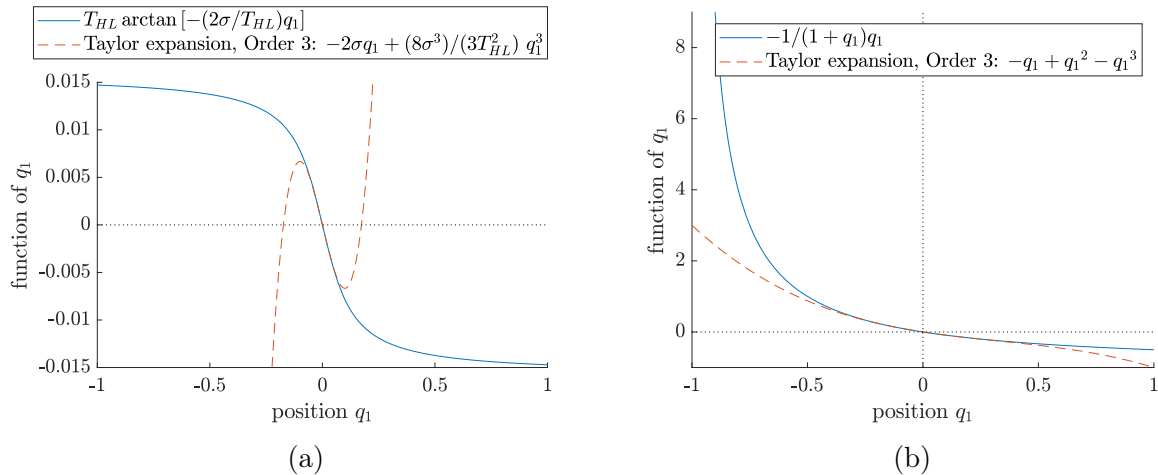 T_{HL} arctan [−(2σ/T_{HL})q_1]
Taylor expansion, Order 3: −2σq_1 + (8σ^3)/(3T_{HL}^2) q_1^3
0.015
0.01
0.005
0
-0.005
-0.01
-0.015
-1
-0.5
0
0.5
1
function of q_1
position q_1
(a)
−1/(1 + q_1)q_1
Taylor expansion, Order 3: −q_1 + q_1^2 − q_1^3
8
6
4
2
0
-1
-0.5
0
0.5
1
function of q_1
position q_1
(b)